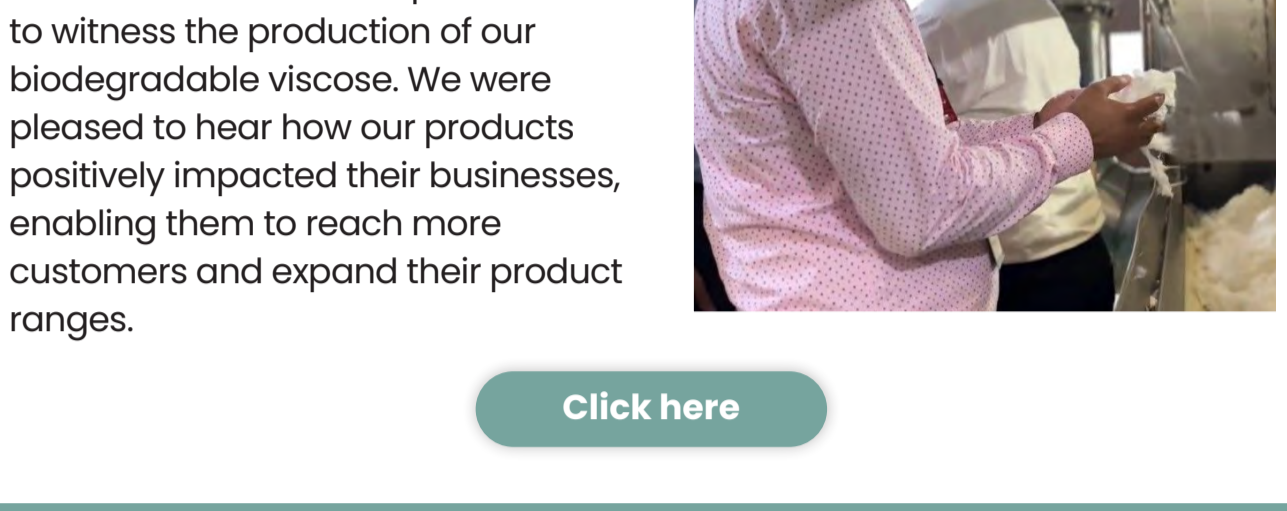 to witness the production of our
biodegradable viscose. We were
pleased to hear how our products
positively impacted their businesses,
enabling them to reach more
customers and expand their product
ranges.
Click here